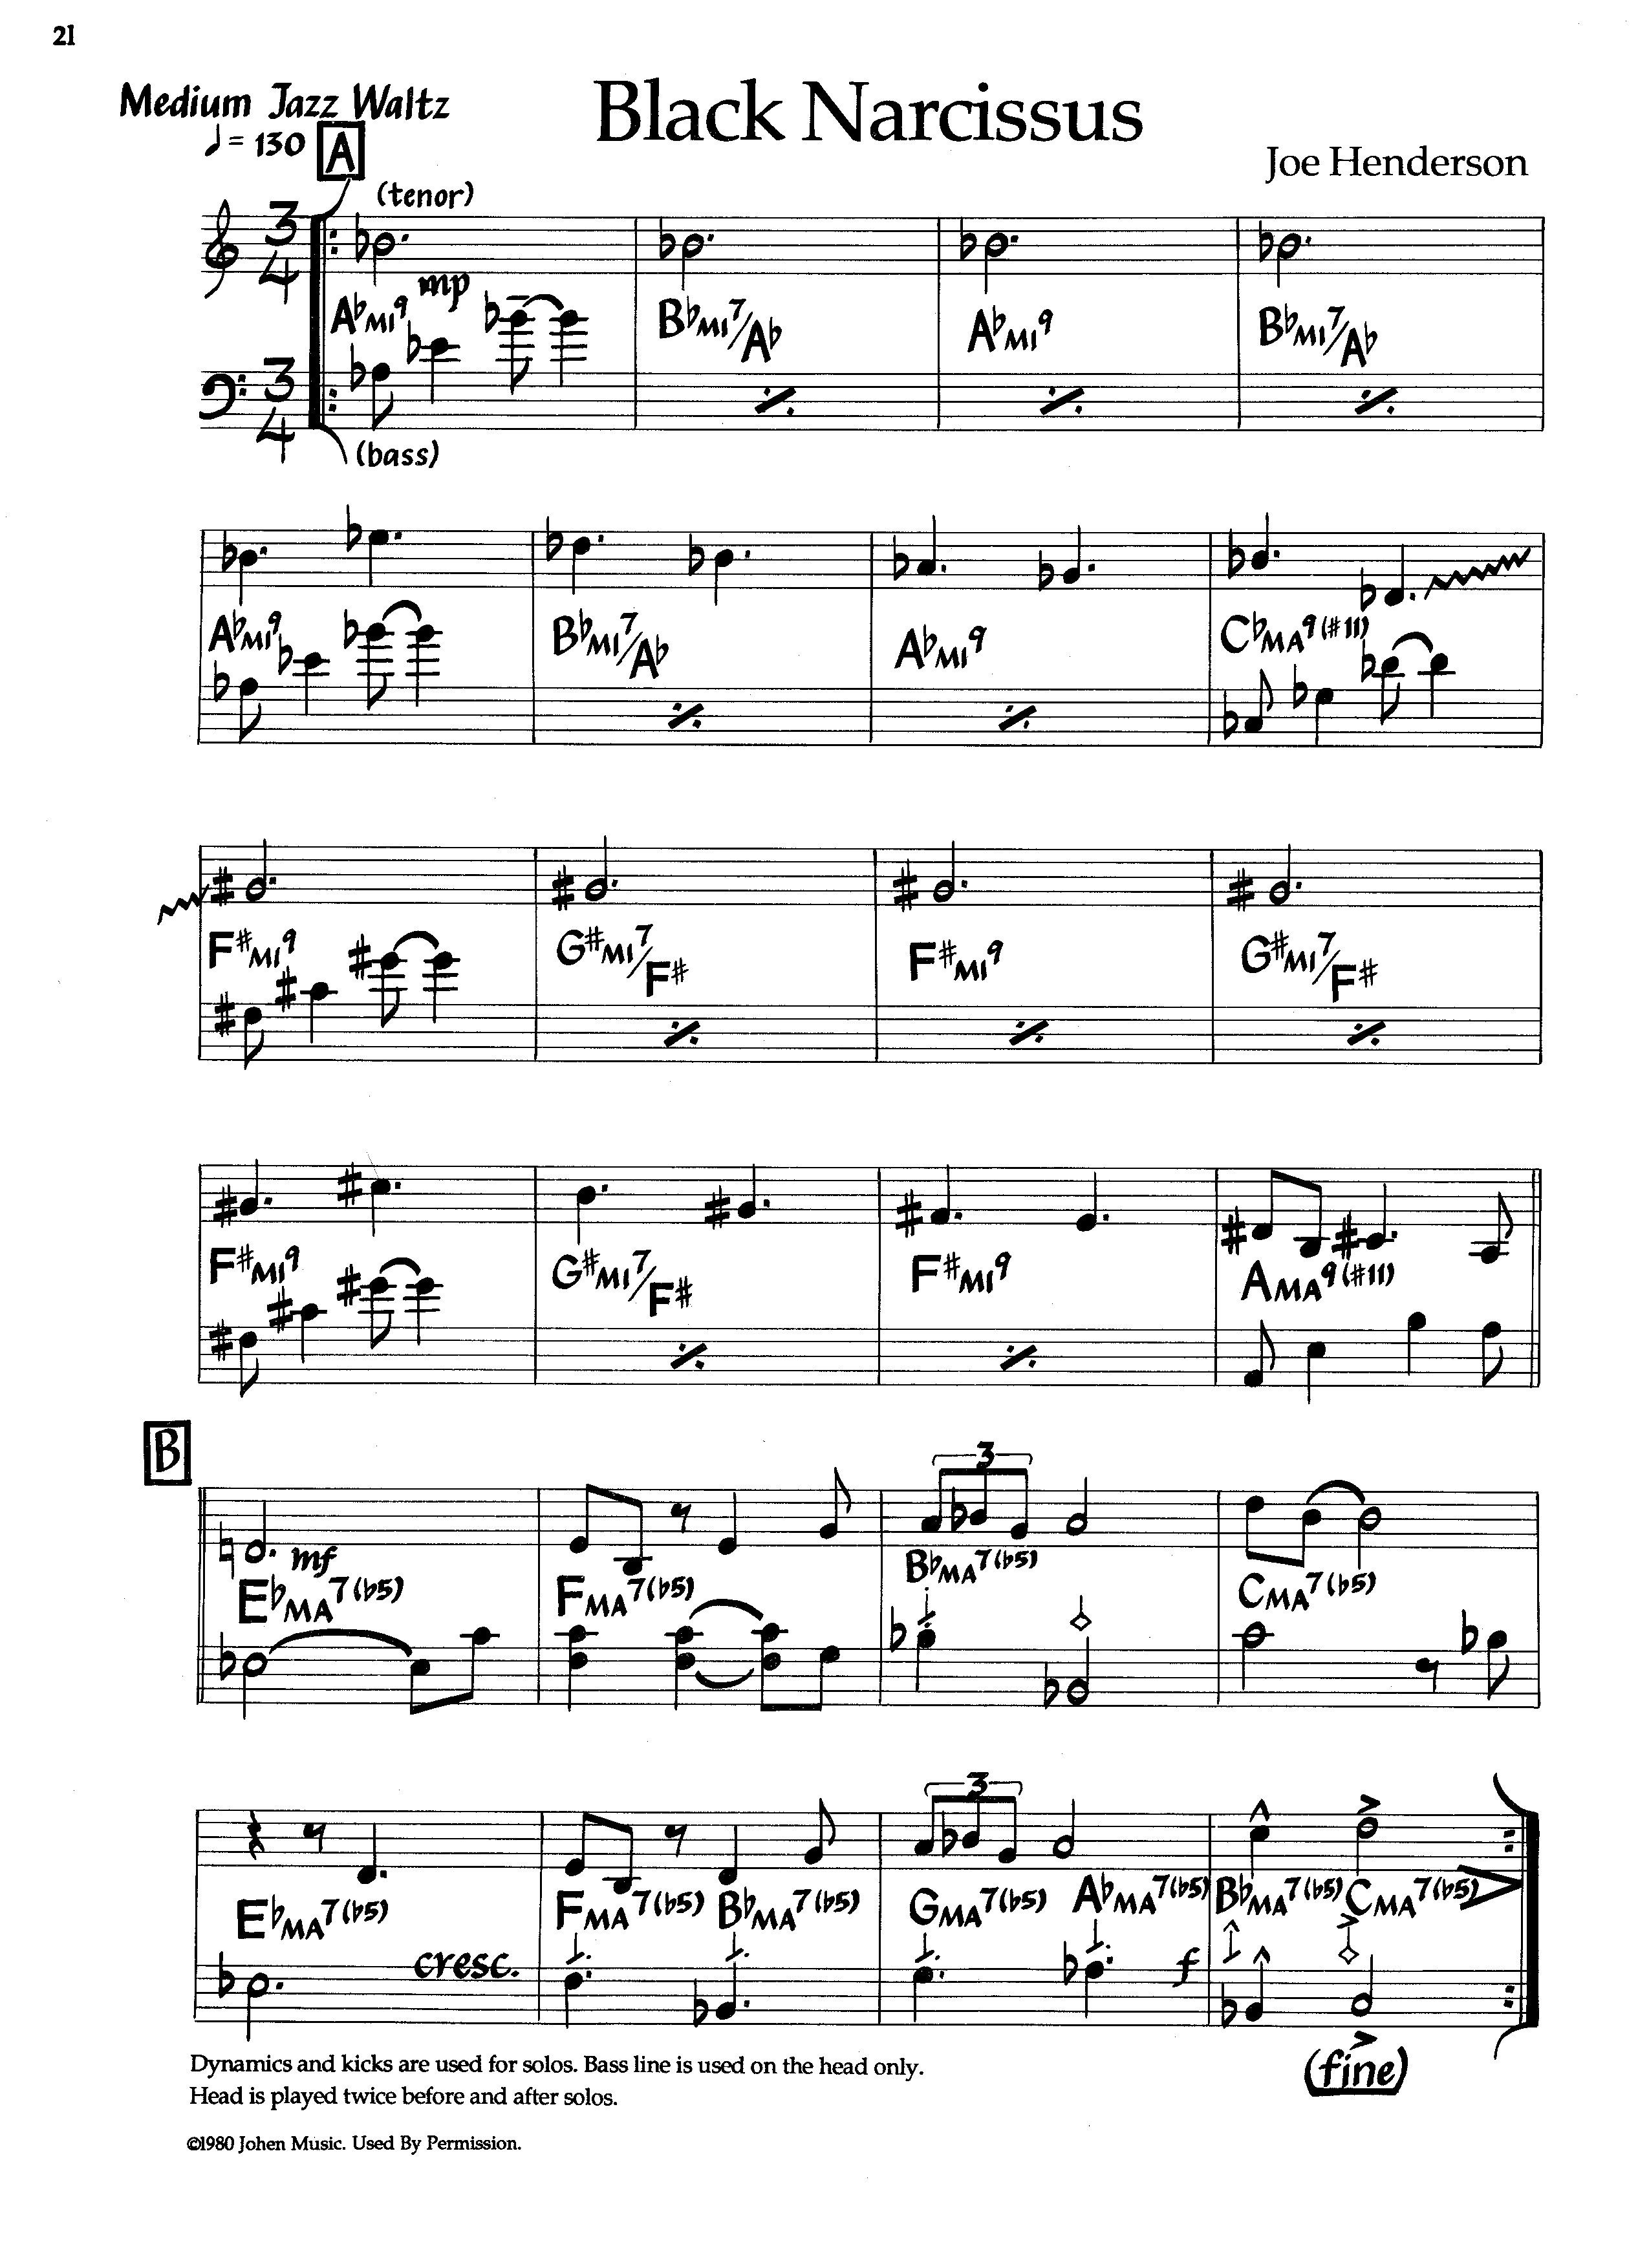 21
Medium Jazz Waltz
Black Narcissus
♩= 130
A
Joe Henderson
(tenor)
3
4
mp
A♭MI9 B♭MI7/A♭ A♭MI9 B♭MI7/A♭
3
4
(bass)
A♭MI9 B♭MI7/A♭ A♭MI9 C♭MA9(#11)
F#MI9 G#MI7/F# F#MI9 G#MI7/F#
F#MI9 G#MI7/F# F#MI9 AMA9(#11)
B
3
mf
E♭MA7(♭5) FMA7(♭5) B♭MA7(♭5) CMA7(♭5)
3
E♭MA7(♭5) FMA7(♭5) B♭MA7(♭5) GMA7(♭5) A♭MA7(♭5) B♭MA7(♭5) CMA7(♭5)
cresc. f
(fine)
Dynamics and kicks are used for solos. Bass line is used on the head only.
Head is played twice before and after solos.
©1980 Johen Music. Used By Permission.